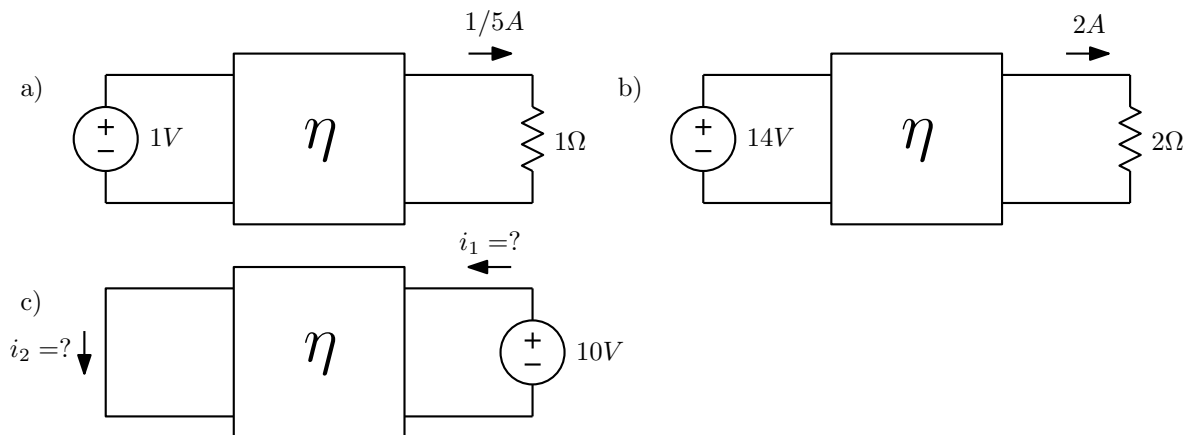 1/5A
2A
a)
+
−
1V
η
1Ω
b)
+
−
14V
η
2Ω
i₁ =?
c)
i₂ =?
η
+
−
10V